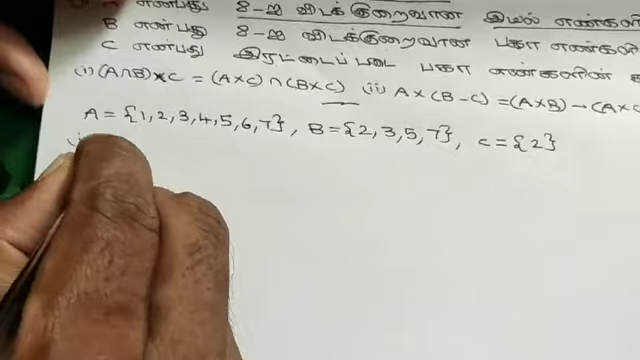 A என்பது 8-ஐ விடக் குறைவான இயல் எண்களின்
B என்பது 8-ஐ விடக்குறைவான பகா எண்களின்
C என்பது இரட்டைப் படை பகா எண்களின்
(i) (A∩B)×C = (A×C) ∩ (B×C) (ii) A×(B-C) = (A×B) - (A×C
A = {1,2,3,4,5,6,7}, B = {2,3,5,7}, C = {2}